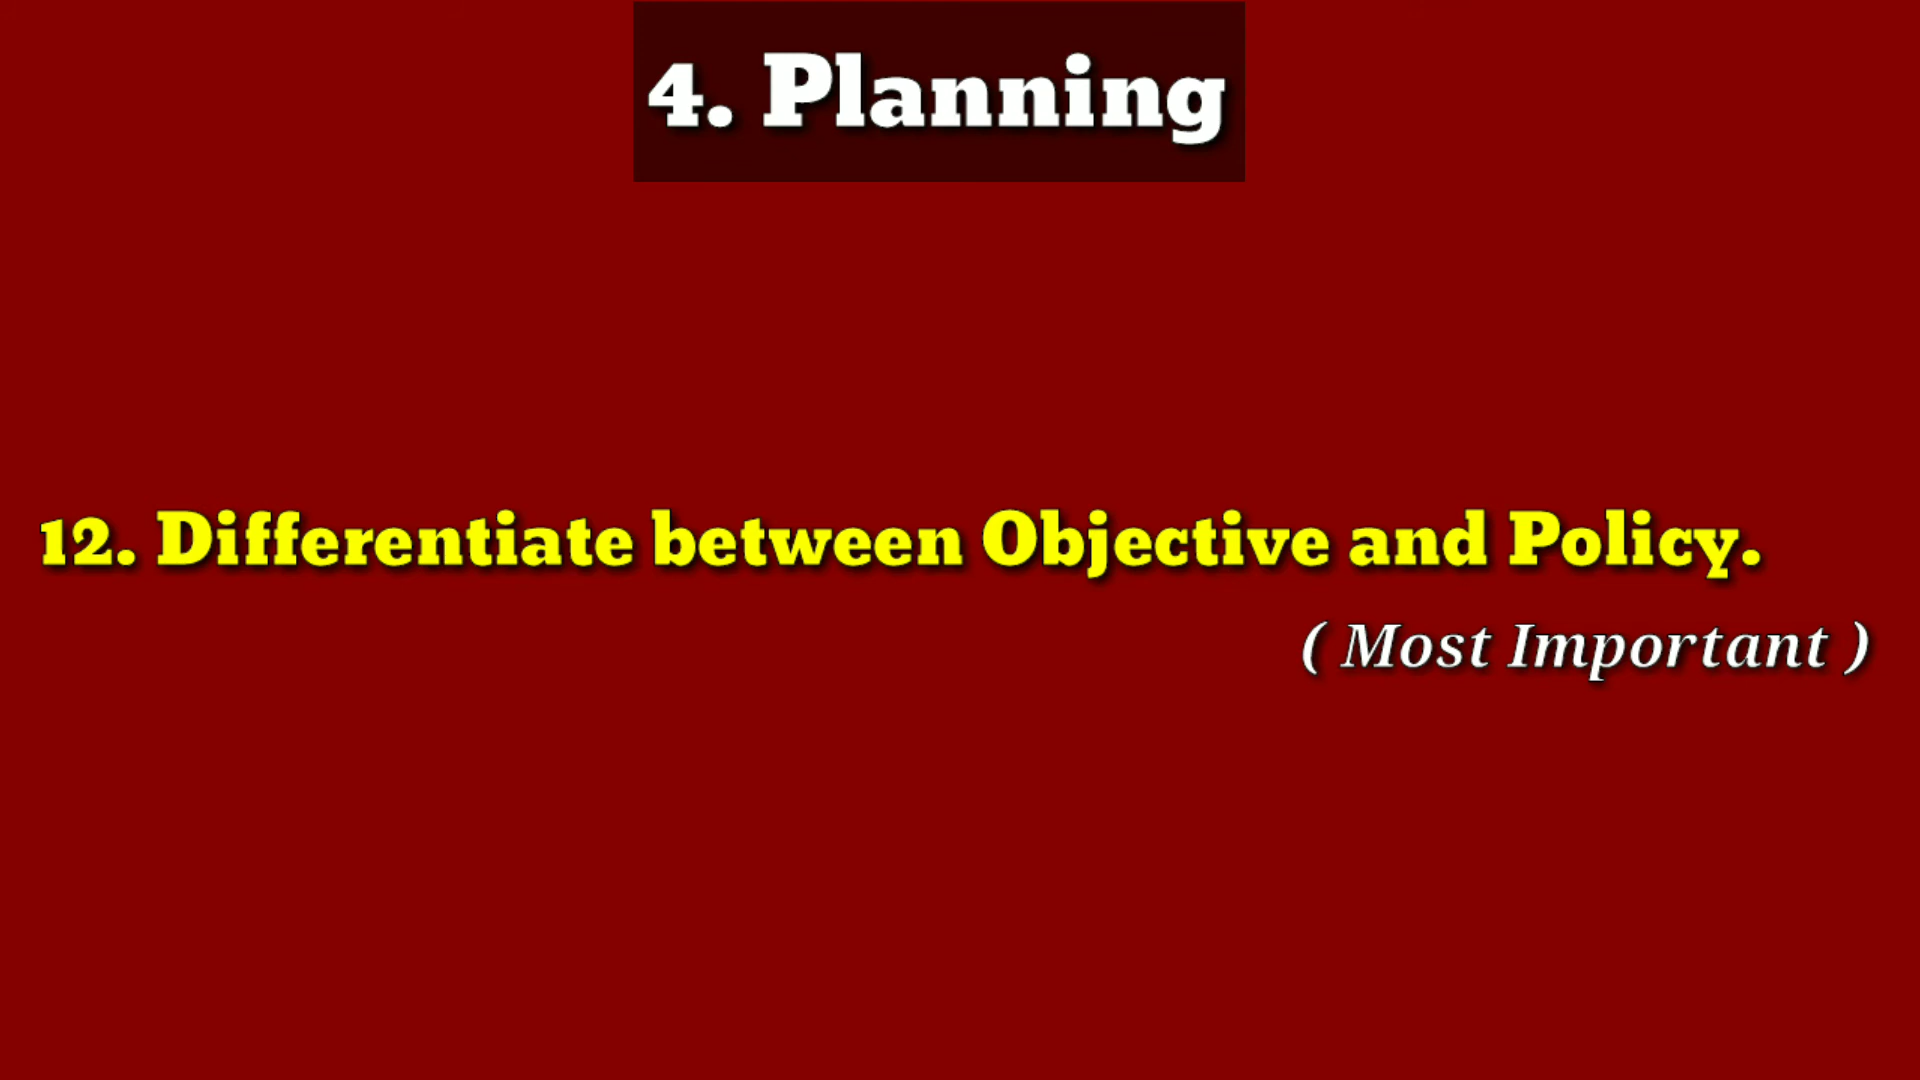 4. Planning
12. Differentiate between Objective and Policy.
( Most Important )